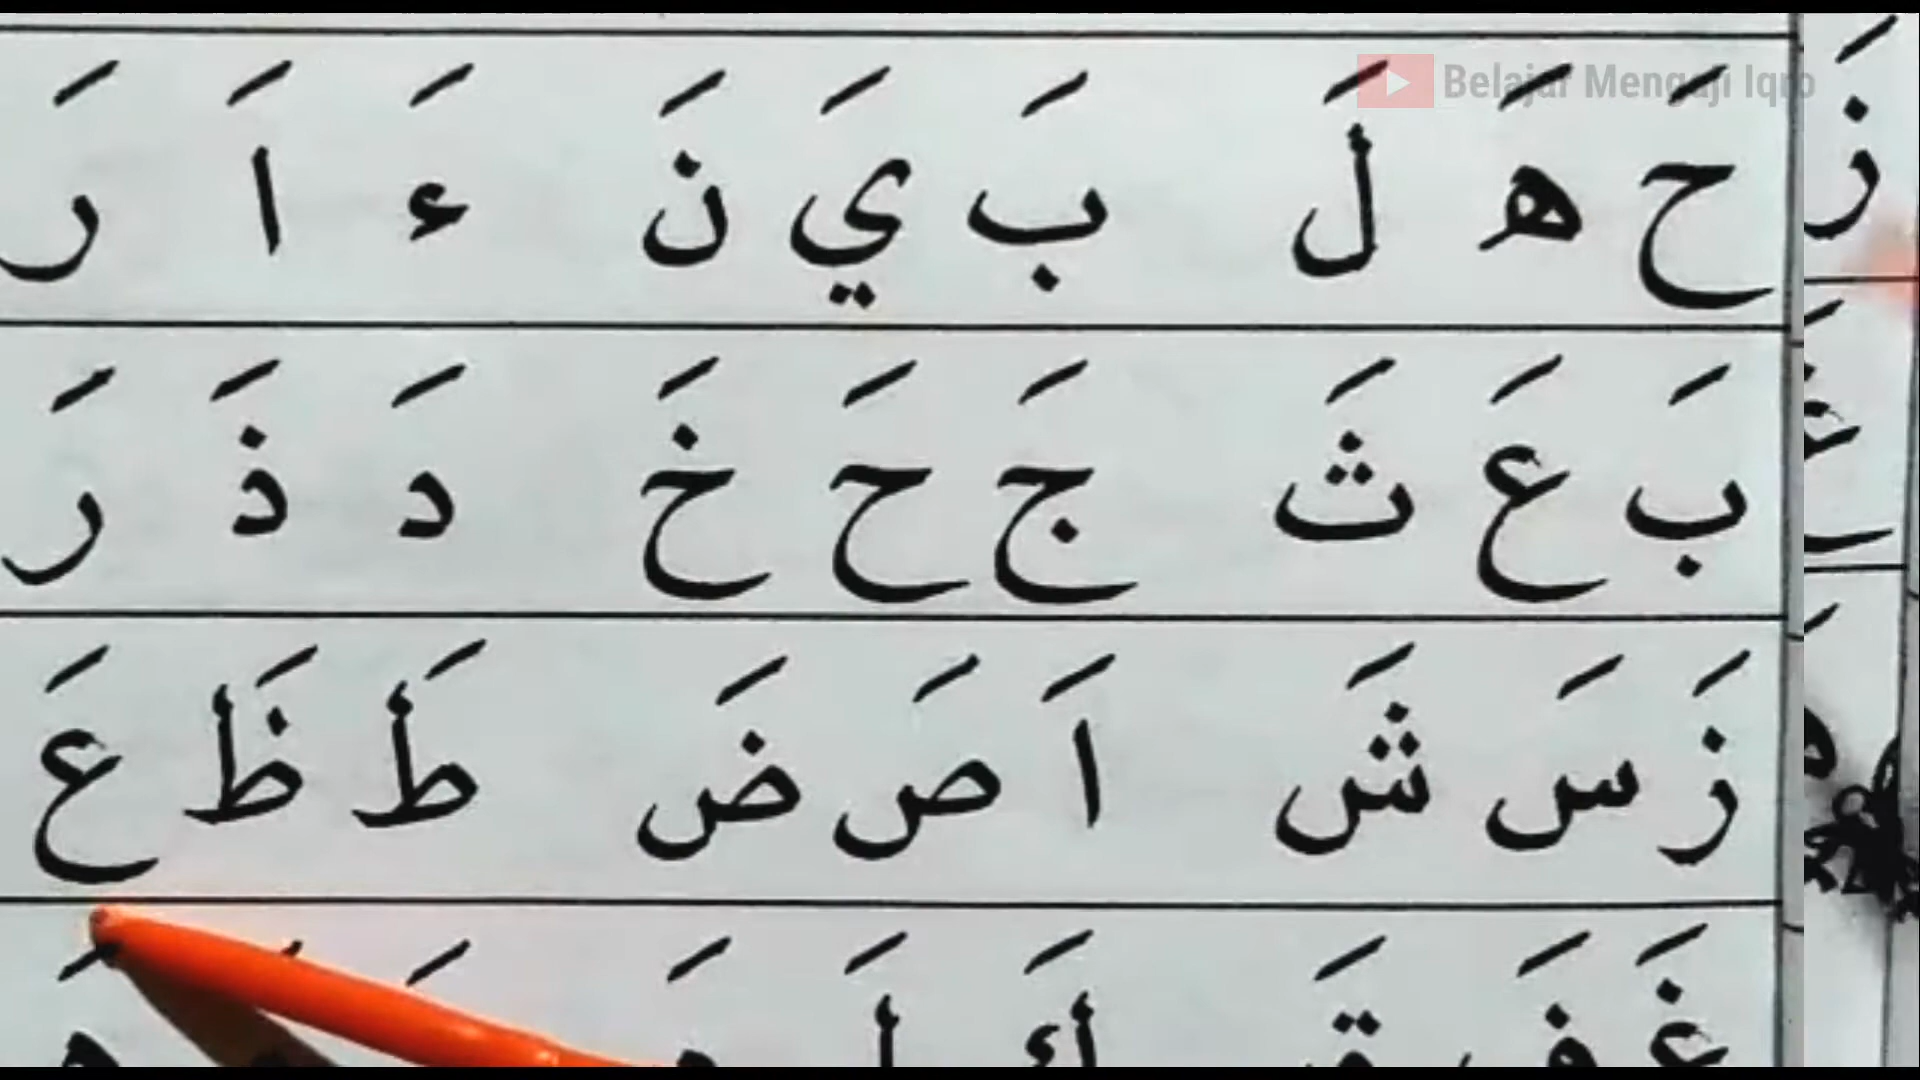 Belajar Mengaji Iqro
حَ هَ لَ بَ يَ نَ ءَ اَ رَ
بَ عَ ثَ جَ حَ خَ دَ ذَ رَ
زَ سَ شَ اَ صَ ضَ طَ ظَ عَ
غَ فَ قَ كَ لَ مَ